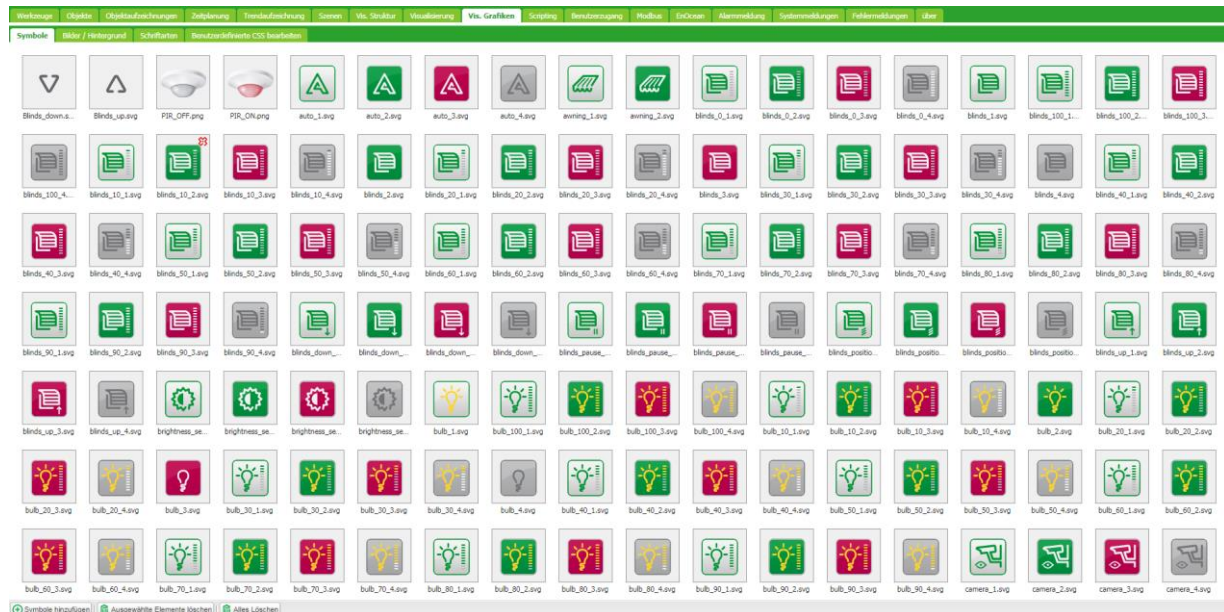 Werkzeuge Objekte Objektaufzeichnungen Zeitplanung Trendaufzeichnung Szenen Vis. Struktur Visualisierung Vis. Grafiken Scripting Benutzerzugang Modbus EnOcean Alarmmeldung Systemmeldungen Fehlermeldungen Über
Symbole Bilder / Hintergrund Schriftarten Benutzerdefinierte CSS bearbeiten
Blinds_down.s... Blinds_up.svg PIR_OFF.png PIR_ON.png auto_1.svg auto_2.svg auto_3.svg auto_4.svg awning_1.svg awning_2.svg blinds_0_1.svg blinds_0_2.svg blinds_0_3.svg blinds_0_4.svg blinds_1.svg blinds_100_1.... blinds_100_2.... blinds_100_3....
blinds_100_4.... blinds_10_1.svg blinds_10_2.svg blinds_10_3.svg blinds_10_4.svg blinds_2.svg blinds_20_1.svg blinds_20_2.svg blinds_20_3.svg blinds_20_4.svg blinds_3.svg blinds_30_1.svg blinds_30_2.svg blinds_30_3.svg blinds_30_4.svg blinds_4.svg blinds_40_1.svg blinds_40_2.svg
blinds_40_3.svg blinds_40_4.svg blinds_50_1.svg blinds_50_2.svg blinds_50_3.svg blinds_50_4.svg blinds_60_1.svg blinds_60_2.svg blinds_60_3.svg blinds_60_4.svg blinds_70_1.svg blinds_70_2.svg blinds_70_3.svg blinds_70_4.svg blinds_80_1.svg blinds_80_2.svg blinds_80_3.svg blinds_80_4.svg
blinds_90_1.svg blinds_90_2.svg blinds_90_3.svg blinds_90_4.svg blinds_down_... blinds_down_... blinds_down_... blinds_down_... blinds_pause_... blinds_pause_... blinds_pause_... blinds_pause_... blinds_positio... blinds_positio... blinds_positio... blinds_positio... blinds_up_1.svg blinds_up_2.svg
blinds_up_3.svg blinds_up_4.svg brightness_se... brightness_se... brightness_se... brightness_se... bulb_1.svg bulb_100_1.svg bulb_100_2.svg bulb_100_3.svg bulb_100_4.svg bulb_10_1.svg bulb_10_2.svg bulb_10_3.svg bulb_10_4.svg bulb_2.svg bulb_20_1.svg bulb_20_2.svg
bulb_20_3.svg bulb_20_4.svg bulb_3.svg bulb_30_1.svg bulb_30_2.svg bulb_30_3.svg bulb_30_4.svg bulb_4.svg bulb_40_1.svg bulb_40_2.svg bulb_40_3.svg bulb_40_4.svg bulb_50_1.svg bulb_50_2.svg bulb_50_3.svg bulb_50_4.svg bulb_60_1.svg bulb_60_2.svg
bulb_60_3.svg bulb_60_4.svg bulb_70_1.svg bulb_70_2.svg bulb_70_3.svg bulb_70_4.svg bulb_80_1.svg bulb_80_2.svg bulb_80_3.svg bulb_80_4.svg bulb_90_1.svg bulb_90_2.svg bulb_90_3.svg bulb_90_4.svg camera_1.svg camera_2.svg camera_3.svg camera_4.svg
Symbole hinzufügen Ausgewählte Elemente löschen Alles Löschen